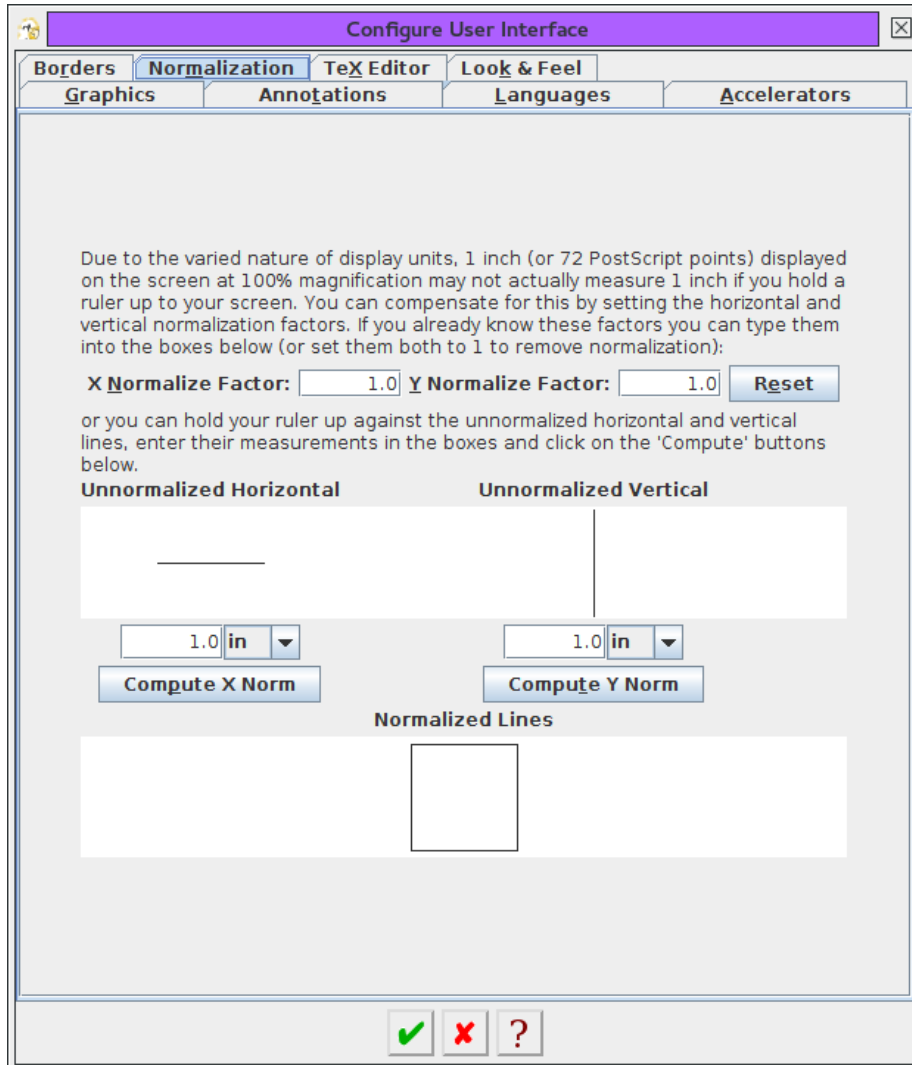 Configure User Interface
Borders Normalization TeX Editor Look & Feel
Graphics Annotations Languages Accelerators
Due to the varied nature of display units, 1 inch (or 72 PostScript points) displayed
on the screen at 100% magnification may not actually measure 1 inch if you hold a
ruler up to your screen. You can compensate for this by setting the horizontal and
vertical normalization factors. If you already know these factors you can type them
into the boxes below (or set them both to 1 to remove normalization):
X Normalize Factor: 1.0 Y Normalize Factor: 1.0 Reset
or you can hold your ruler up against the unnormalized horizontal and vertical
lines, enter their measurements in the boxes and click on the 'Compute' buttons
below.
Unnormalized Horizontal Unnormalized Vertical
1.0 in 1.0 in
Compute X Norm Compute Y Norm
Normalized Lines
?